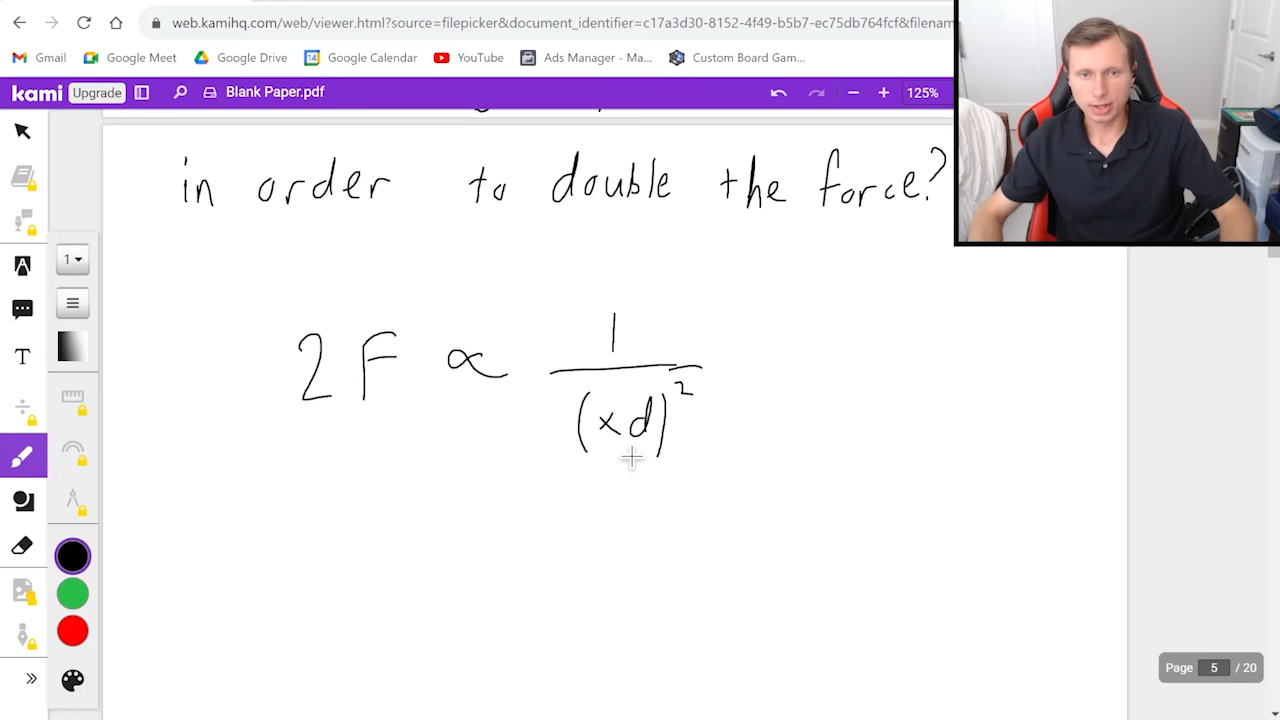 web.kamihq.com/web/viewer.html?source=filepicker&document_identifier=c17a3d30-8152-4f49-b5b7-ec75db764fcf&filenam
Gmail Google Meet Google Drive 14 Google Calendar YouTube Ads Manager - Ma... Custom Board Gam...
kami Upgrade Blank Paper.pdf 125%
in order to double the force?
1
2F ∝ 1/(xd)²
Page 5 / 20